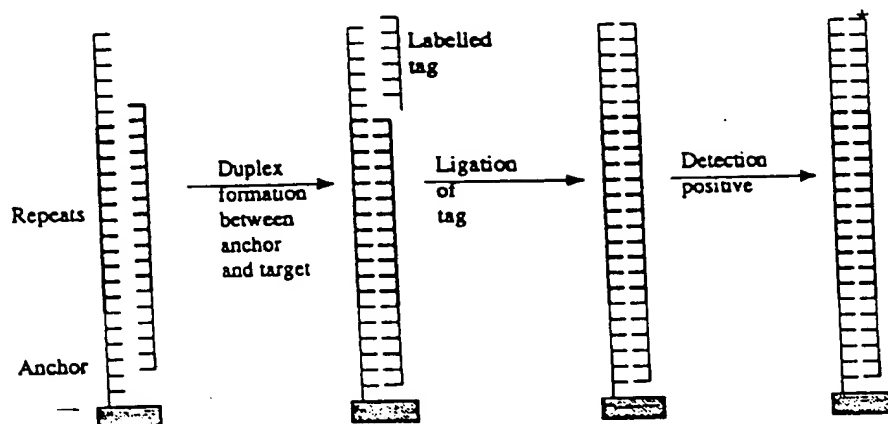 Labelled
tag
Duplex
formation
between
anchor
and target
Ligation
of
tag
Detection
positive
Repeats
Anchor